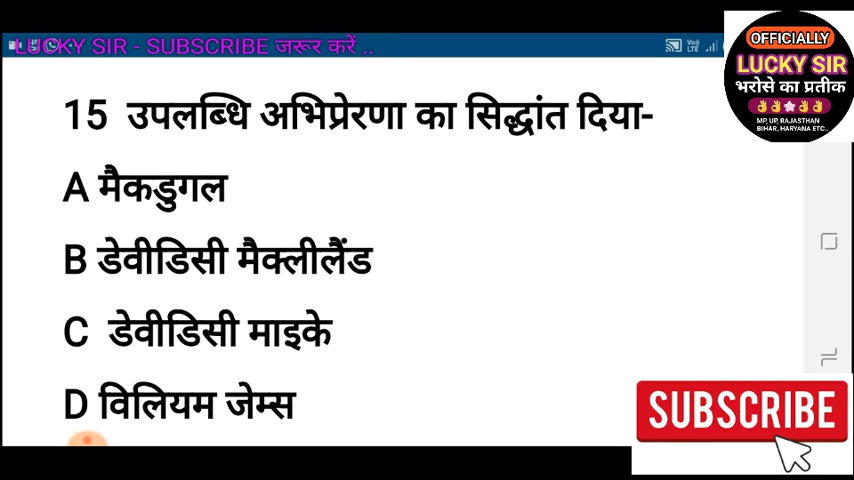 LUCKY SIR - SUBSCRIBE जरूर करें ..
OFFICIALLY
LUCKY SIR
भरोसे का प्रतीक
MP, UP, RAJASTHAN
BIHAR, HARYANA ETC..
15 उपलब्धि अभिप्रेरणा का सिद्धांत दिया-
A मैकडुगल
B डेवीडिसी मैक्लीलैंड
C डेवीडिसी माइके
D विलियम जेम्स
SUBSCRIBE